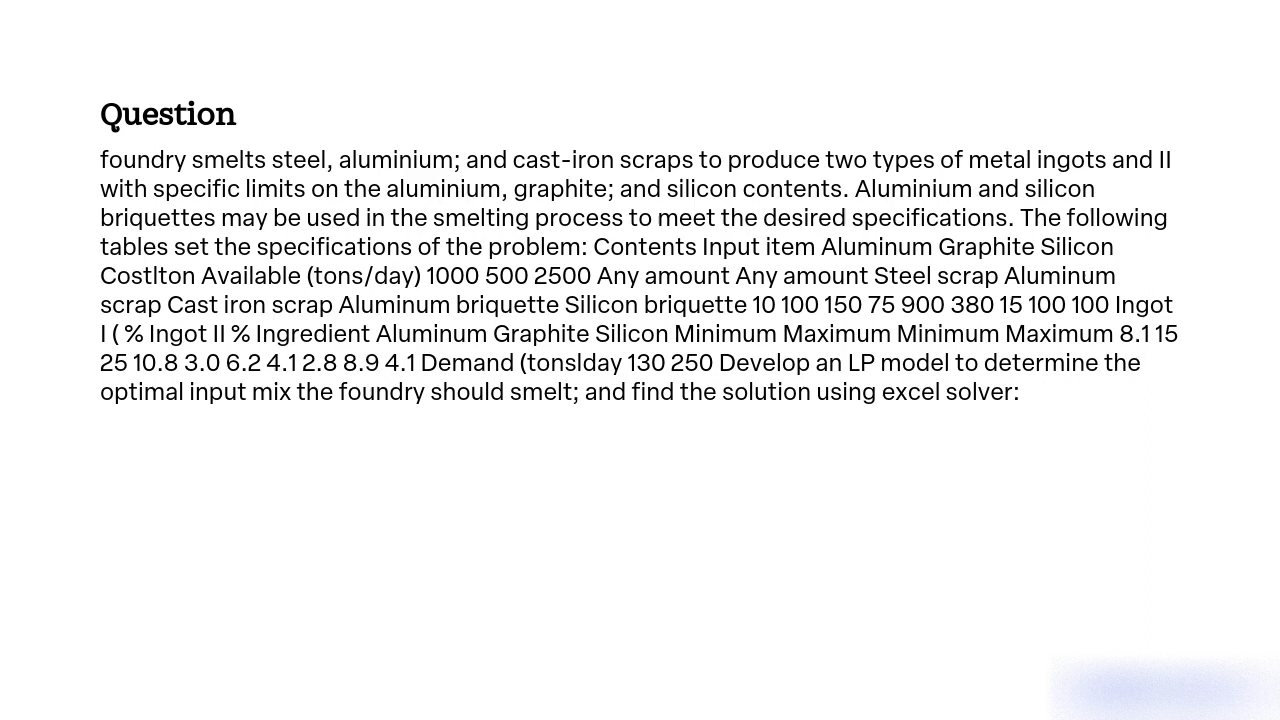 Question
foundry smelts steel, aluminium; and cast-iron scraps to produce two types of metal ingots and II
with specific limits on the aluminium, graphite; and silicon contents. Aluminium and silicon
briquettes may be used in the smelting process to meet the desired specifications. The following
tables set the specifications of the problem: Contents Input item Aluminum Graphite Silicon
Costlton Available (tons/day) 1000 500 2500 Any amount Any amount Steel scrap Aluminum
scrap Cast iron scrap Aluminum briquette Silicon briquette 10 100 150 75 900 380 15 100 100 Ingot
I ( % Ingot II % Ingredient Aluminum Graphite Silicon Minimum Maximum Minimum Maximum 8.1 15
25 10.8 3.0 6.2 4.1 2.8 8.9 4.1 Demand (tonslday 130 250 Develop an LP model to determine the
optimal input mix the foundry should smelt; and find the solution using excel solver: